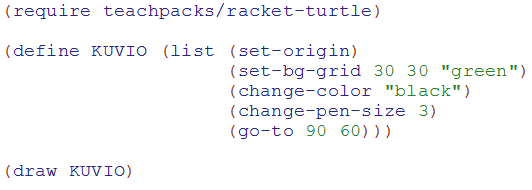 (require teachpacks/racket-turtle)
(define KUVIO (list (set-origin)
(set-bg-grid 30 30 "green")
(change-color "black")
(change-pen-size 3)
(go-to 90 60)))
(draw KUVIO)